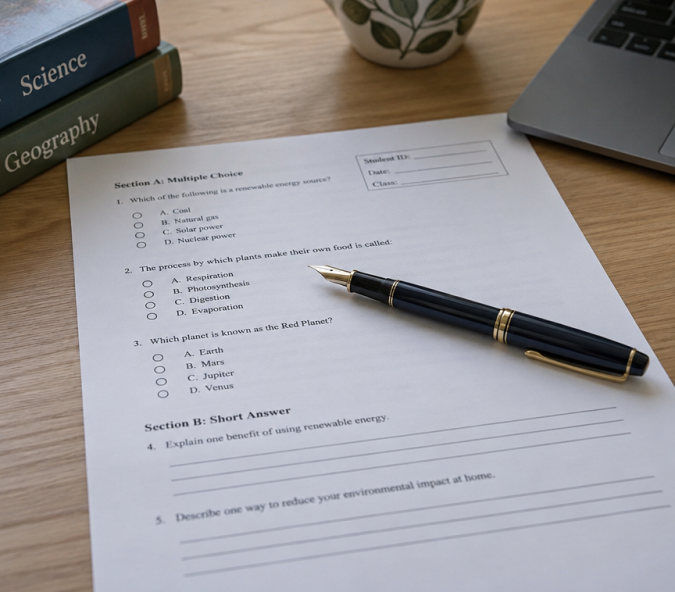 Science
Geography
Student ID:
Date:
Class:
Section A: Multiple Choice
1. Which of the following is a renewable energy source?
A. Coal
B. Natural gas
C. Solar power
D. Nuclear power
2. The process by which plants make their own food is called:
A. Respiration
B. Photosynthesis
C. Digestion
D. Evaporation
3. Which planet is known as the Red Planet?
A. Earth
B. Mars
C. Jupiter
D. Venus
Section B: Short Answer
4. Explain one benefit of using renewable energy.
5. Describe one way to reduce your environmental impact at home.